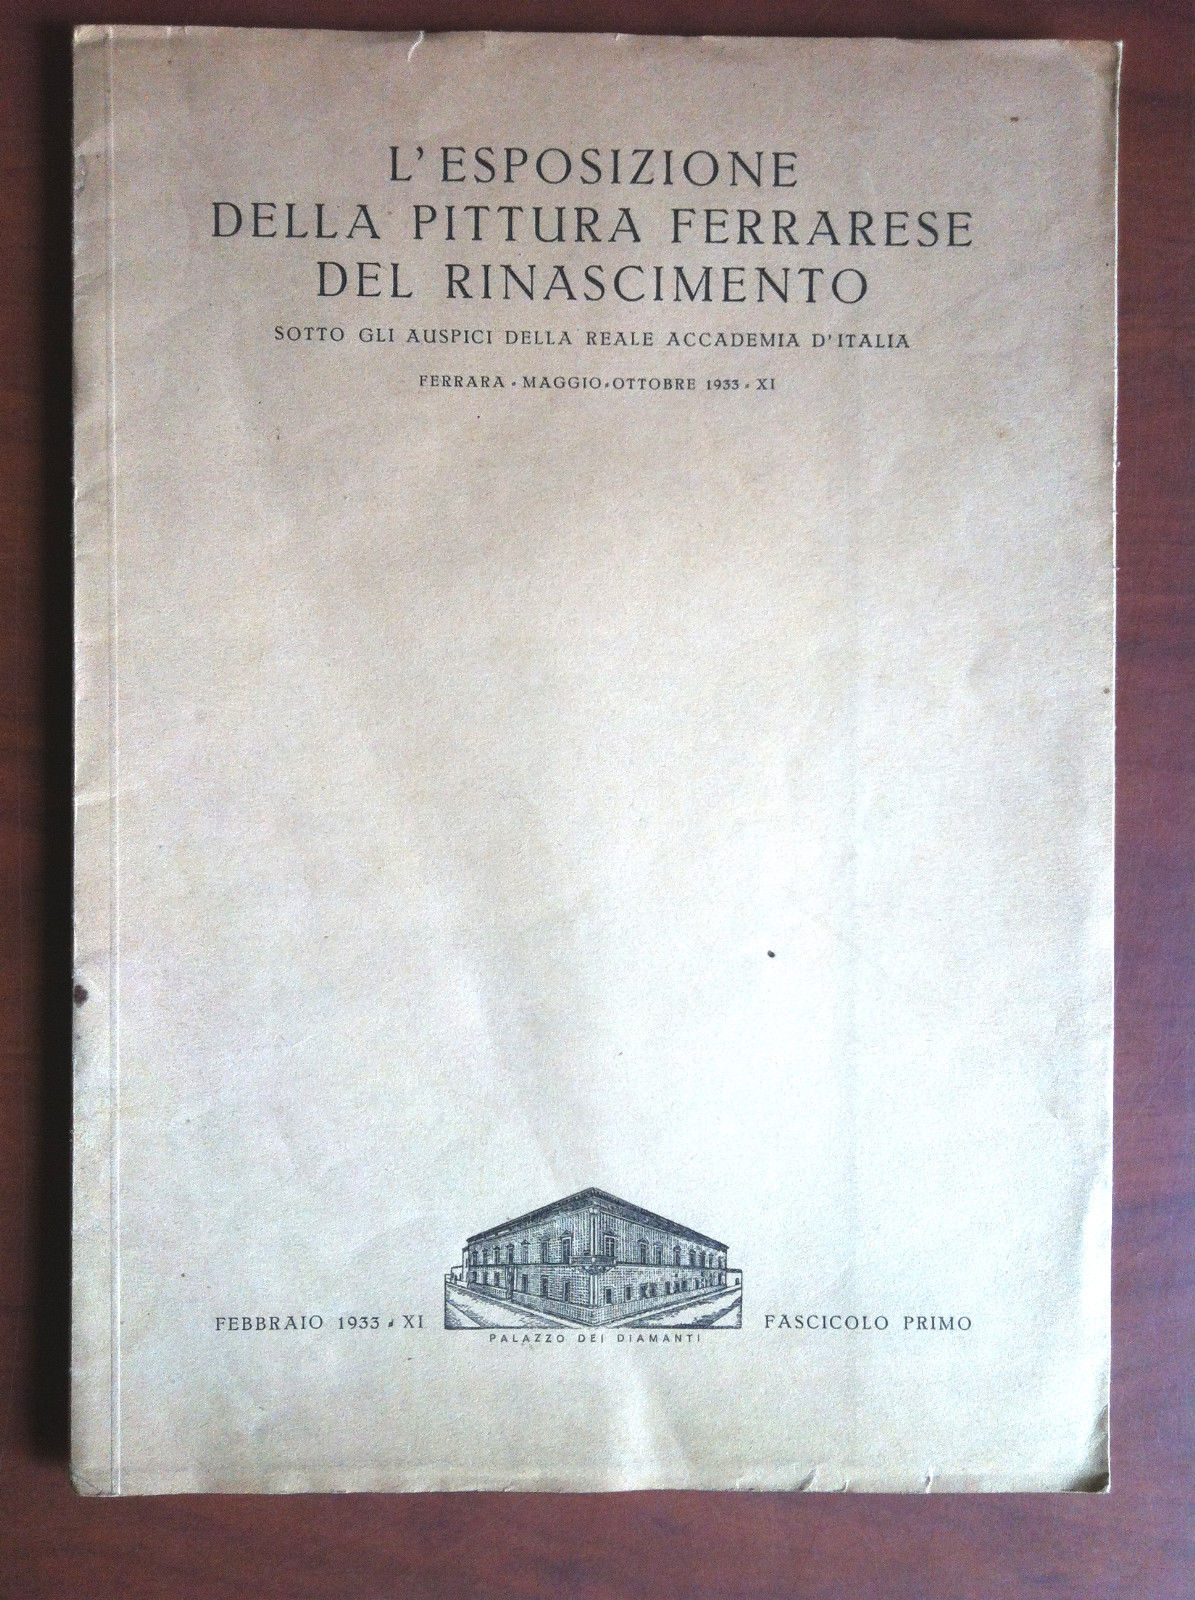 L'ESPOSIZIONE
DELLA PITTURA FERRARESE
DEL RINASCIMENTO
SOTTO GLI AUSPICI DELLA REALE ACCADEMIA D'ITALIA
FERRARA - MAGGIO-OTTOBRE 1933 - XI
FEBBRAIO 1933 - XI
PALAZZO DEI DIAMANTI
FASCICOLO PRIMO